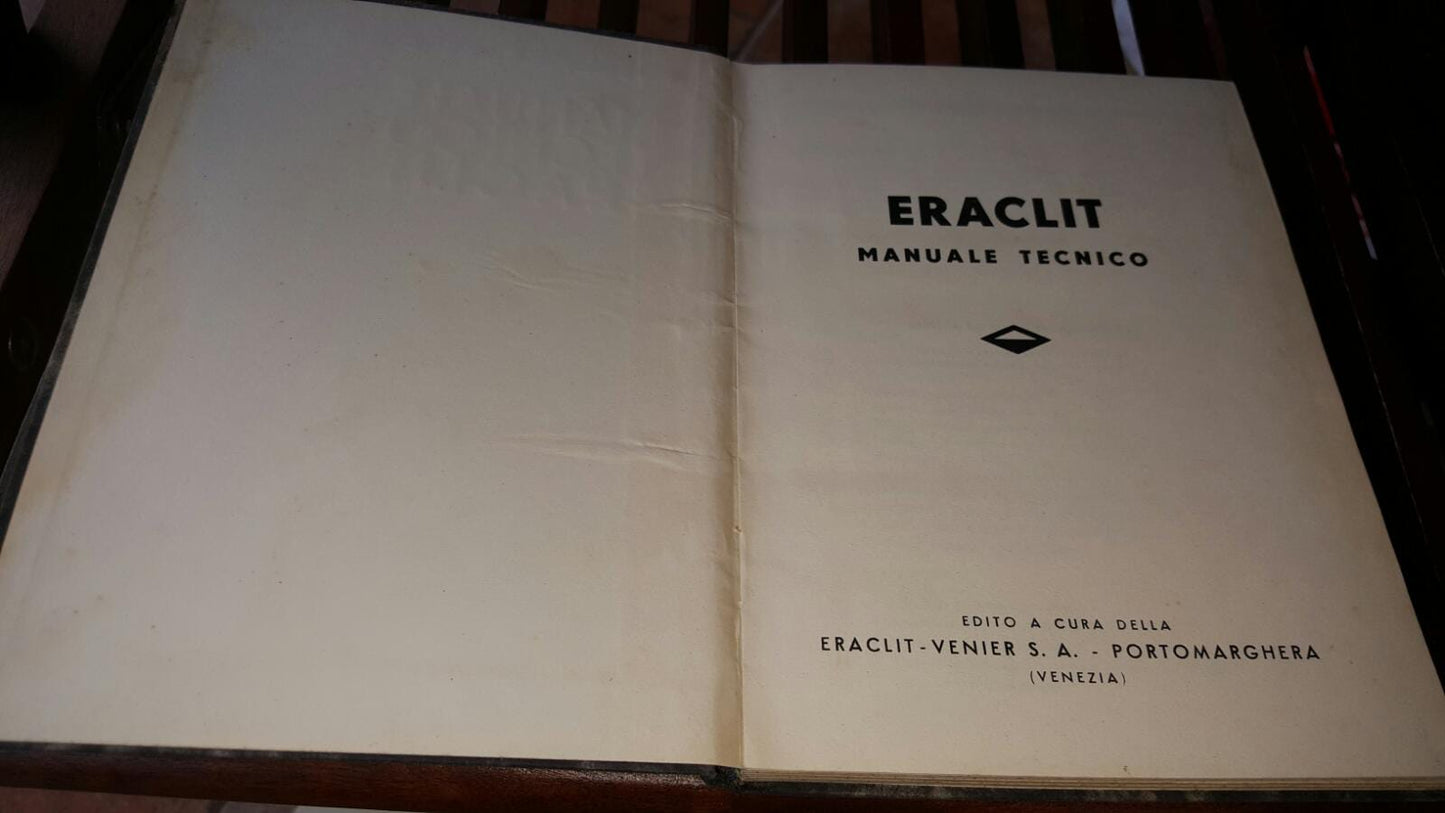 ERACLIT
MANUALE TECNICO
EDITO A CURA DELLA
ERACLIT-VENIER S. A. - PORTOMARGHERA
(VENEZIA)